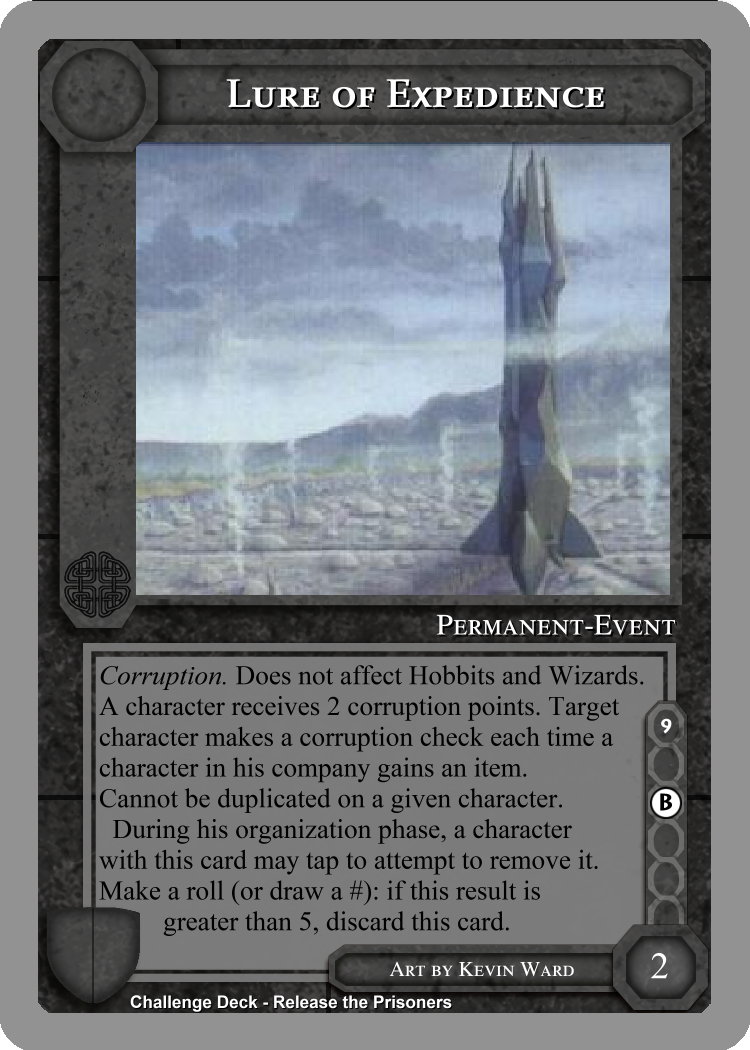 LURE OF EXPEDIENCE
PERMANENT-EVENT
Corruption. Does not affect Hobbits and Wizards.
A character receives 2 corruption points. Target
character makes a corruption check each time a
character in his company gains an item.
Cannot be duplicated on a given character.
During his organization phase, a character
with this card may tap to attempt to remove it.
Make a roll (or draw a #): if this result is
greater than 5, discard this card.
9
B
ART BY KEVIN WARD
2
Challenge Deck - Release the Prisoners